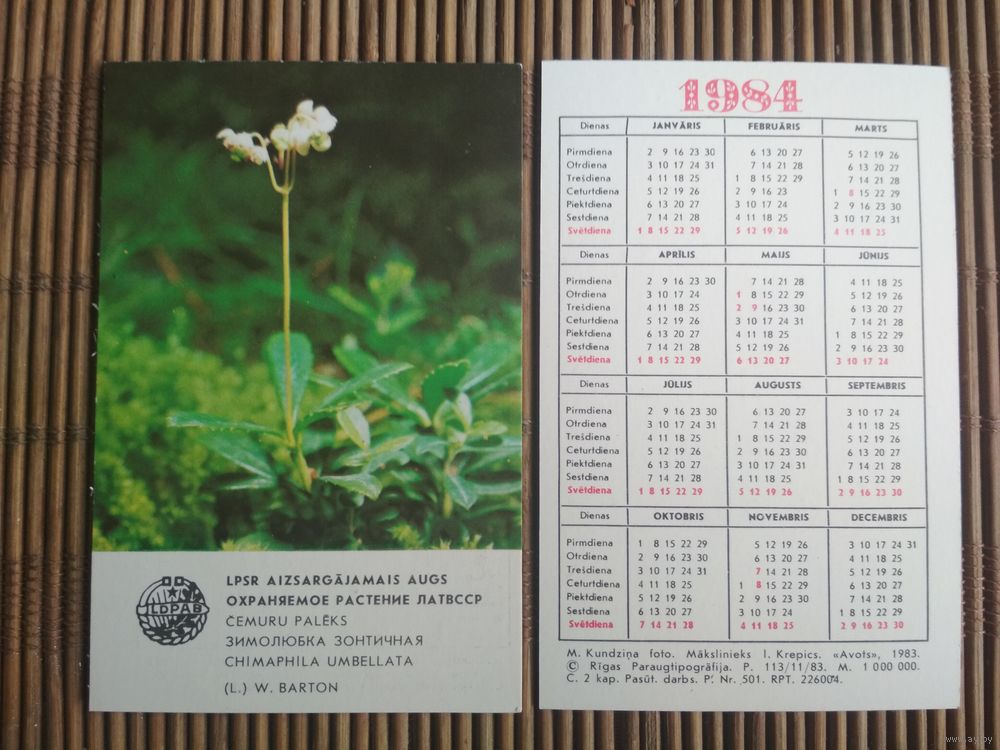 LDPAB
LPSR AIZSARGĀJAMAIS AUGS
ОХРАНЯЕМОЕ РАСТЕНИЕ ЛАТВССР
ČEMURU PALĒKS
ЗИМОЛЮБКА ЗОНТИЧНАЯ
CHIMAPHILA UMBELLATA
(L.) W. BARTON
1984
Dienas JANVĀRIS FEBRUĀRIS MARTS
Pirmdiena 2 9 16 23 30 6 13 20 27 5 12 19 26
Otrdiena 3 10 17 24 31 7 14 21 28 6 13 20 27
Trešdiena 4 11 18 25 1 8 15 22 29 7 14 21 28
Ceturtdiena 5 12 19 26 2 9 16 23 1 8 15 22 29
Piektdiena 6 13 20 27 3 10 17 24 2 9 16 23 30
Sestdiena 7 14 21 28 4 11 18 25 3 10 17 24 31
Svētdiena 1 8 15 22 29 5 12 19 26 4 11 18 25
Dienas APRĪLIS MAIJS JŪNIJS
Pirmdiena 2 9 16 23 30 7 14 21 28 4 11 18 25
Otrdiena 3 10 17 24 1 8 15 22 29 5 12 19 26
Trešdiena 4 11 18 25 2 9 16 23 30 6 13 20 27
Ceturtdiena 5 12 19 26 3 10 17 24 31 7 14 21 28
Piektdiena 6 13 20 27 4 11 18 25 1 8 15 22 29
Sestdiena 7 14 21 28 5 12 19 26 2 9 16 23 30
Svētdiena 1 8 15 22 29 6 13 20 27 3 10 17 24
Dienas JŪLIJS AUGUSTS SEPTEMBRIS
Pirmdiena 2 9 16 23 30 6 13 20 27 3 10 17 24
Otrdiena 3 10 17 24 31 7 14 21 28 4 11 18 25
Trešdiena 4 11 18 25 1 8 15 22 29 5 12 19 26
Ceturtdiena 5 12 19 26 2 9 16 23 30 6 13 20 27
Piektdiena 6 13 20 27 3 10 17 24 31 7 14 21 28
Sestdiena 7 14 21 28 4 11 18 25 1 8 15 22 29
Svētdiena 1 8 15 22 29 5 12 19 26 2 9 16 23 30
Dienas OKTOBRIS NOVEMBRIS DECEMBRIS
Pirmdiena 1 8 15 22 29 5 12 19 26 3 10 17 24 31
Otrdiena 2 9 16 23 30 6 13 20 27 4 11 18 25
Trešdiena 3 10 17 24 31 7 14 21 28 5 12 19 26
Ceturtdiena 4 11 18 25 1 8 15 22 29 6 13 20 27
Piektdiena 5 12 19 26 2 9 16 23 30 7 14 21 28
Sestdiena 6 13 20 27 3 10 17 24 1 8 15 22 29
Svētdiena 7 14 21 28 4 11 18 25 2 9 16 23 30
M. Kundziņa foto. Mākslinieks I. Krepics. «Avots», 1983.
© Rīgas Paraugtipogrāfija. P. 113/11/83. M. 1 000 000.
C. 2 kap. Pasūt. darbs. P. Nr. 501. RPT. 226004.
www.ay.by